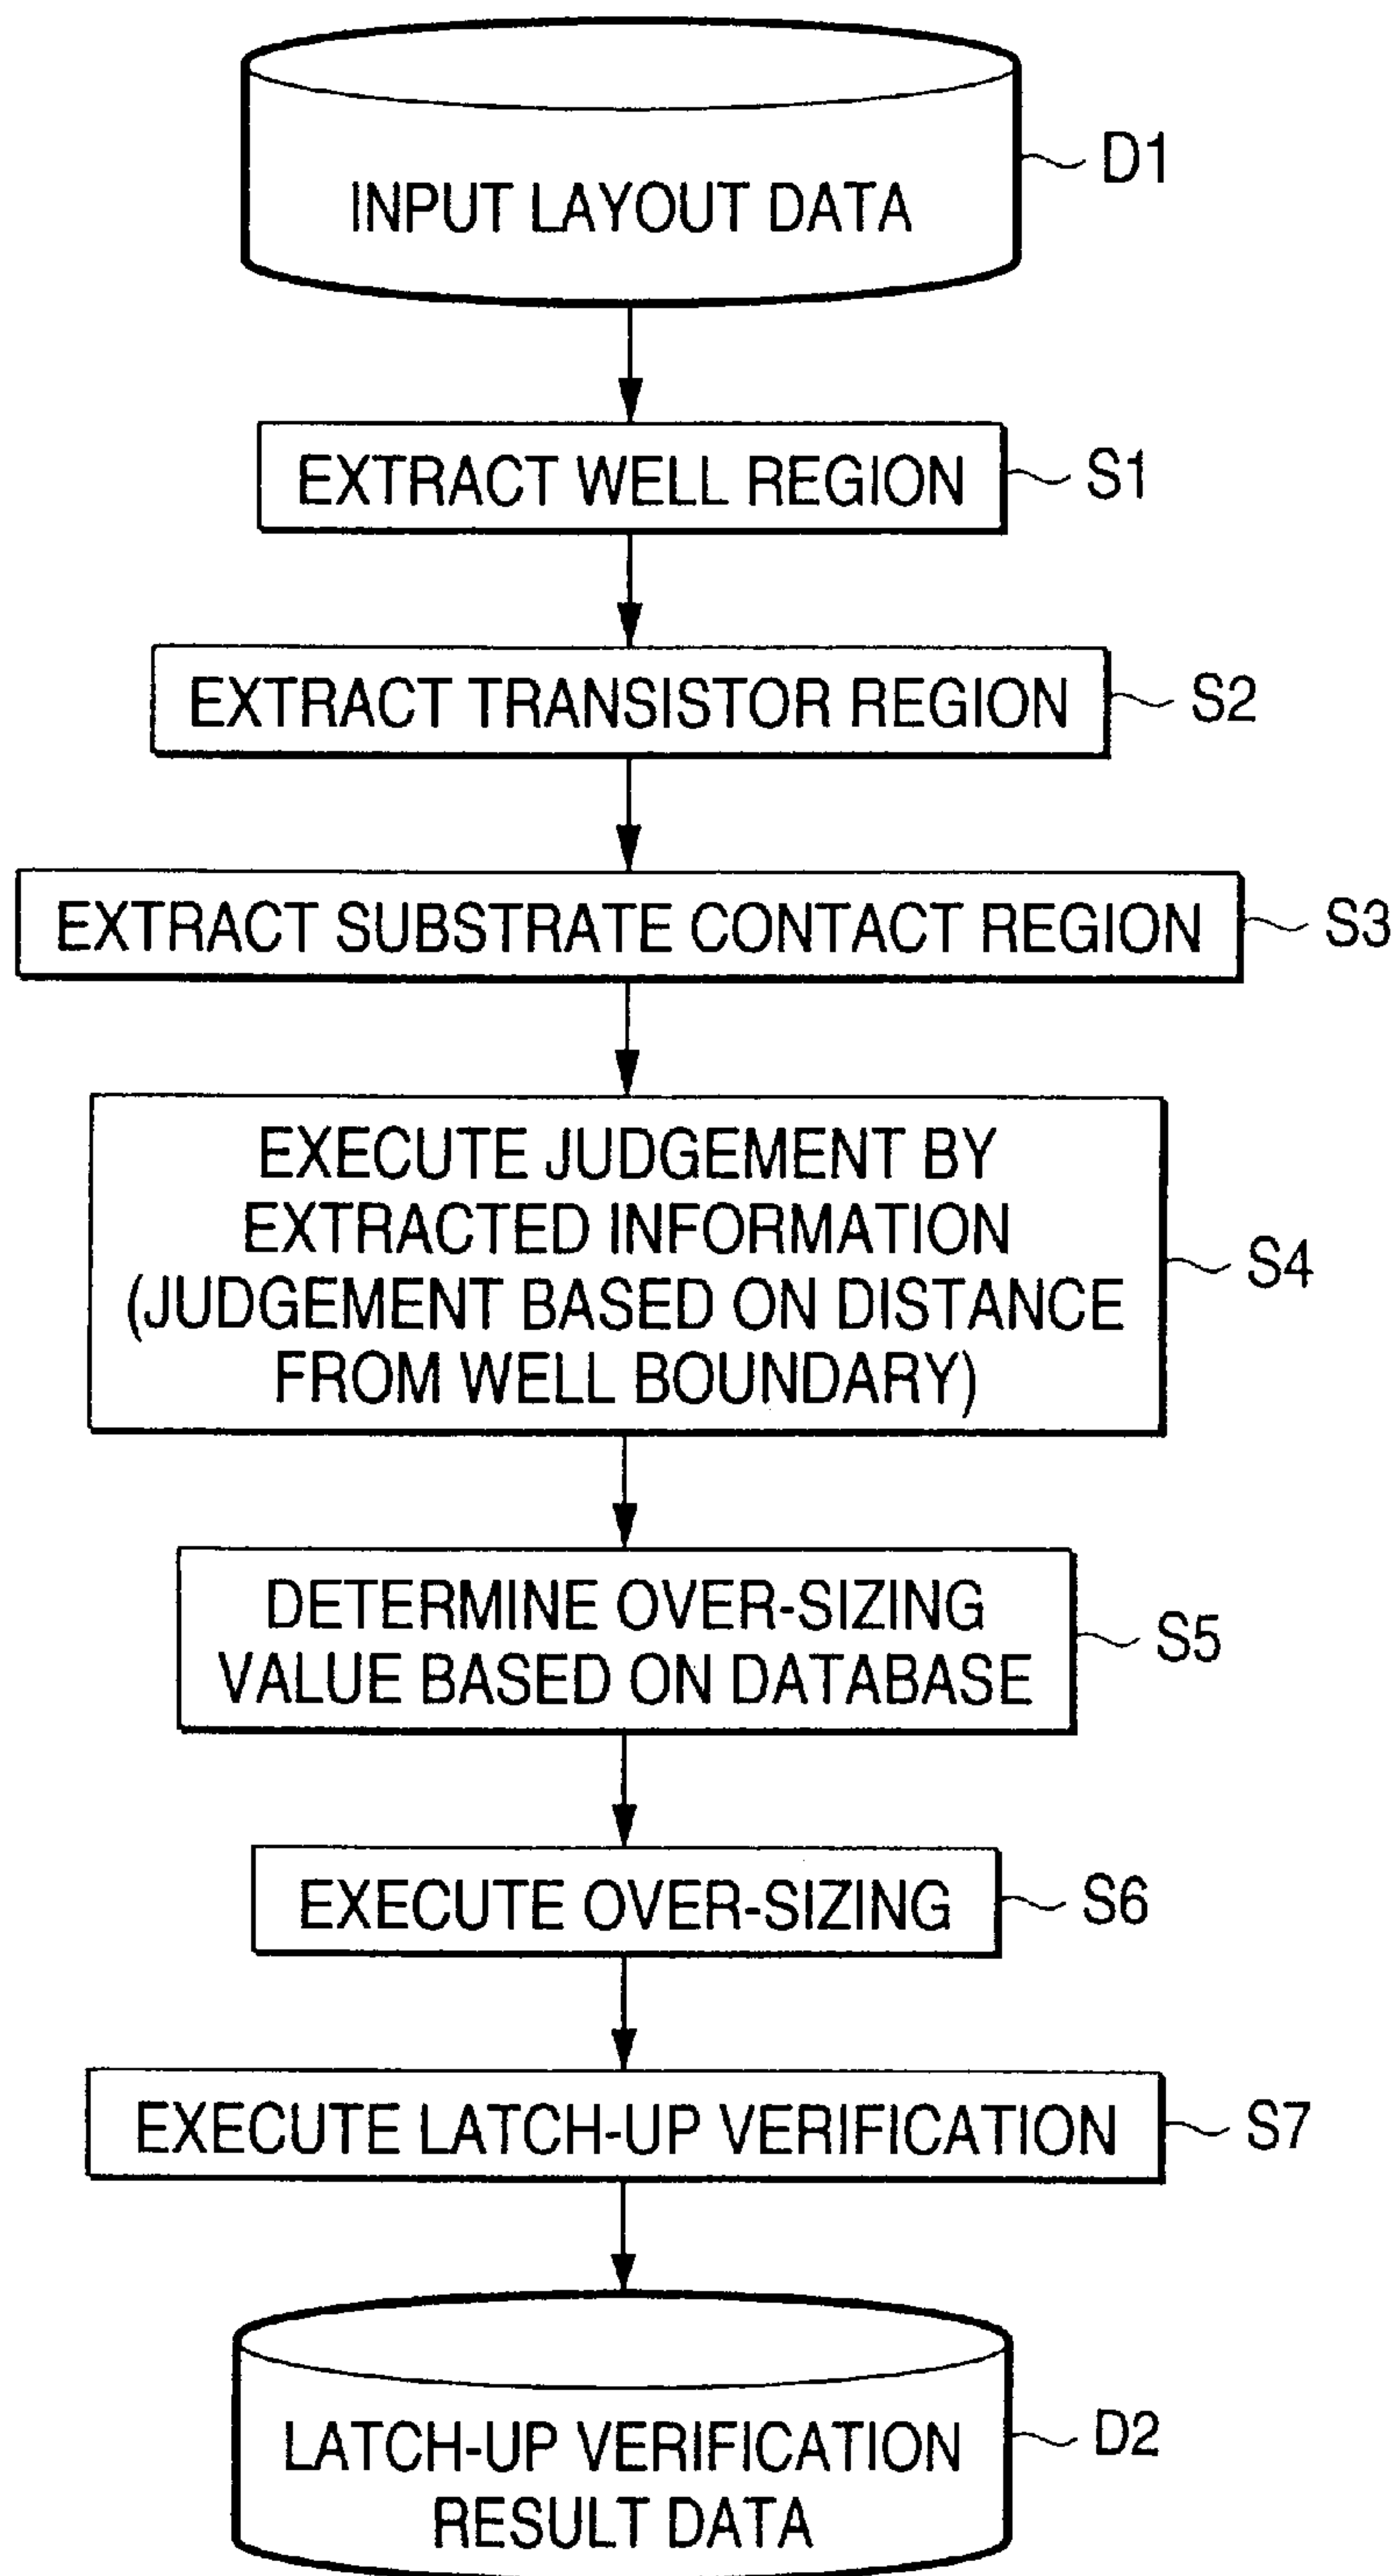 INPUT LAYOUT DATA
D1
EXTRACT WELL REGION
S1
EXTRACT TRANSISTOR REGION
S2
EXTRACT SUBSTRATE CONTACT REGION
S3
EXECUTE JUDGEMENT BY
EXTRACTED INFORMATION
(JUDGEMENT BASED ON DISTANCE
FROM WELL BOUNDARY)
S4
DETERMINE OVER-SIZING
VALUE BASED ON DATABASE
S5
EXECUTE OVER-SIZING
S6
EXECUTE LATCH-UP VERIFICATION
S7
LATCH-UP VERIFICATION
RESULT DATA
D2